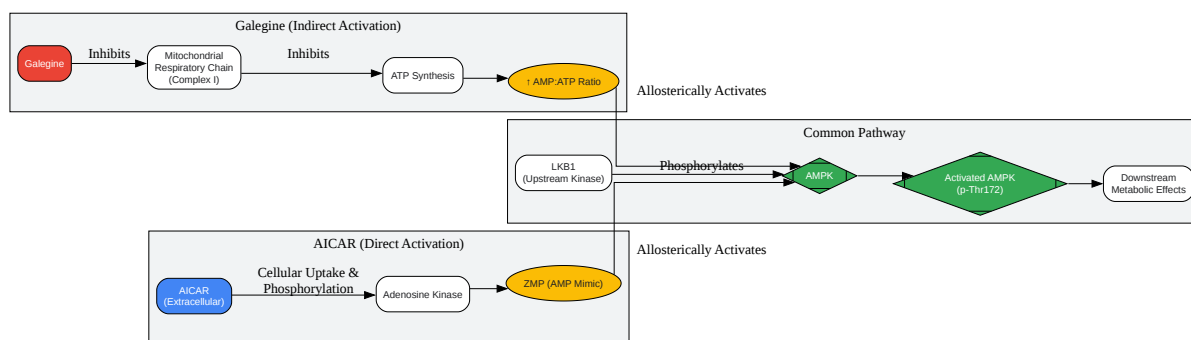 Galegine (Indirect Activation)
Galegine
Inhibits
Mitochondrial
Respiratory Chain
(Complex I)
Inhibits
ATP Synthesis
↑ AMP:ATP Ratio
Allosterically Activates
Common Pathway
LKB1
(Upstream Kinase)
Phosphorylates
AMPK
Activated AMPK
(p-Thr172)
Downstream
Metabolic Effects
AICAR (Direct Activation)
Allosterically Activates
AICAR
(Extracellular)
Cellular Uptake &
Phosphorylation
Adenosine Kinase
ZMP (AMP Mimic)